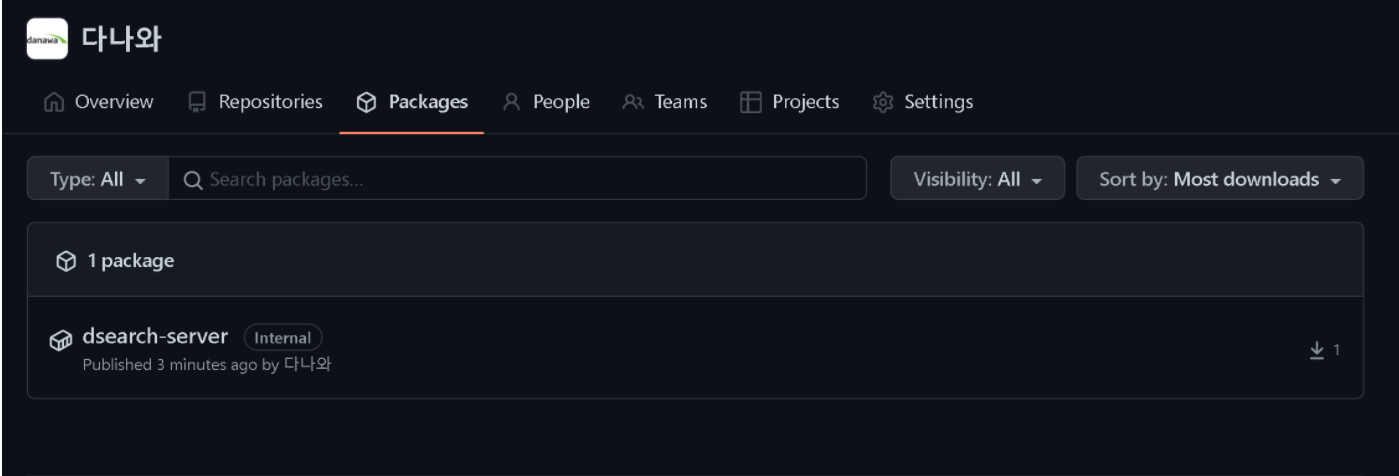 danawa 다나와
Overview Repositories Packages People Teams Projects Settings
Type: All Search packages... Visibility: All Sort by: Most downloads
1 package
dsearch-server Internal
Published 3 minutes ago by 다나와
1